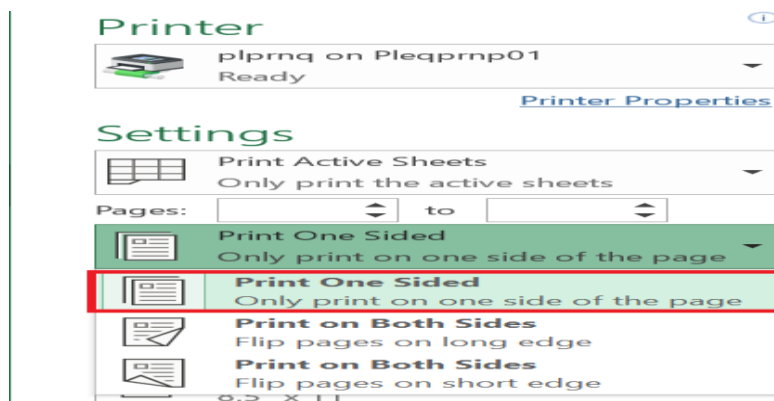 Printer
plprnq on Pleqprnp01
Ready
Printer Properties
Settings
Print Active Sheets
Only print the active sheets
Pages: to
Print One Sided
Only print on one side of the page
Print One Sided
Only print on one side of the page
Print on Both Sides
Flip pages on long edge
Print on Both Sides
Flip pages on short edge